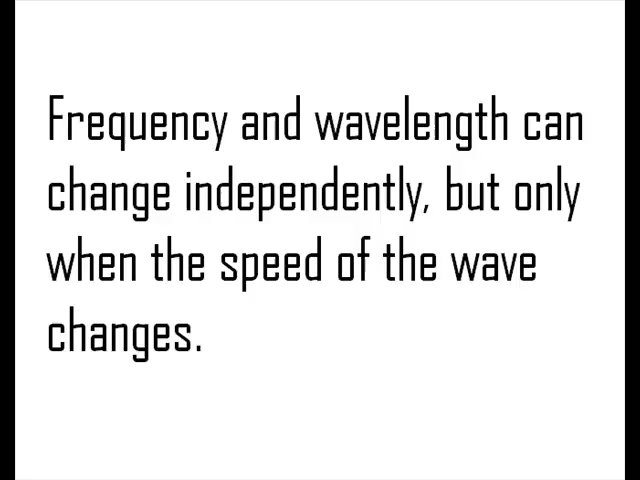 Frequency and wavelength can
change independently, but only
when the speed of the wave
changes.